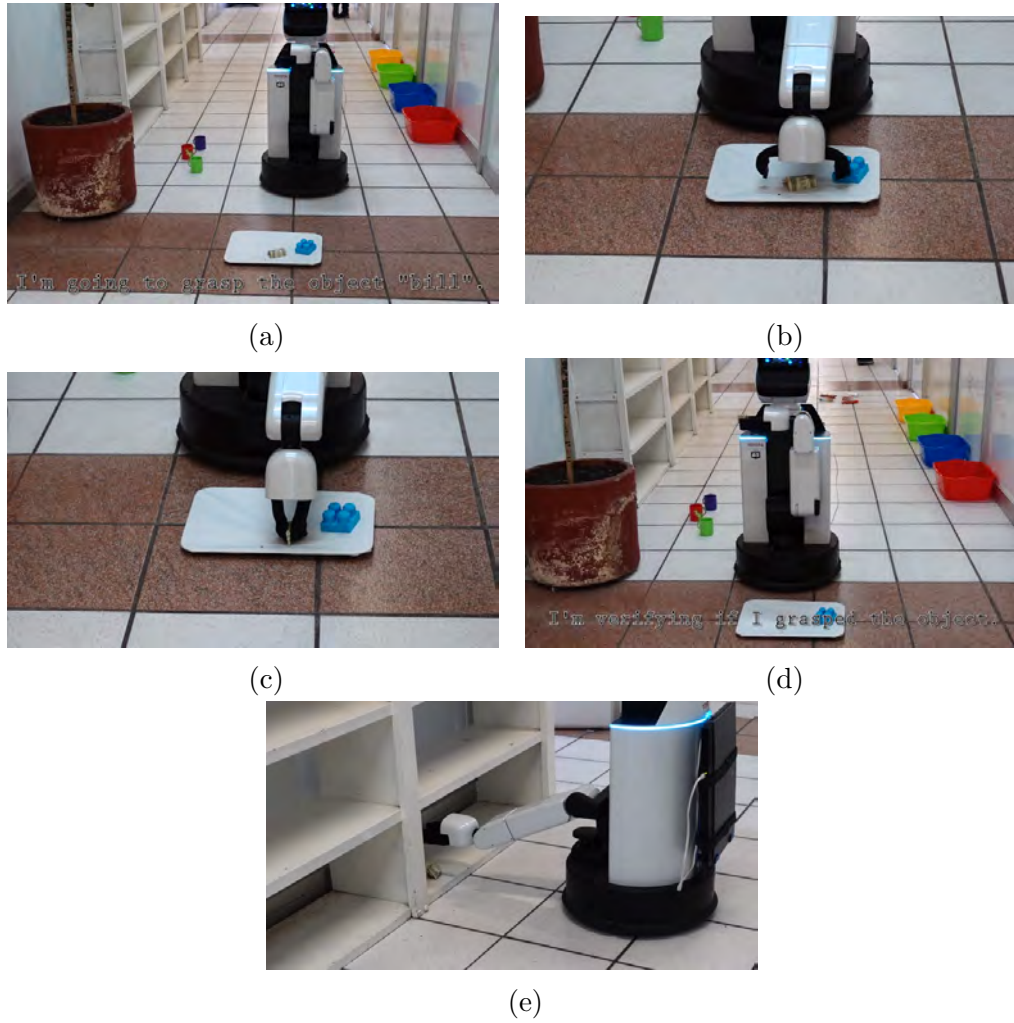 I'm going to grasp the object "bill".
(a)
(b)
(c)
I'm verifying if I grasped the object.
(d)
(e)